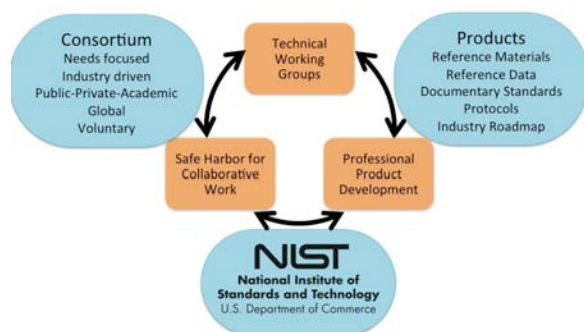 Consortium
Needs focused
Industry driven
Public-Private-Academic
Global
Voluntary
Technical
Working
Groups
Products
Reference Materials
Reference Data
Documentary Standards
Protocols
Industry Roadmap
Safe Harbor for
Collaborative
Work
Professional
Product
Development
NIST
National Institute of
Standards and Technology
U.S. Department of Commerce